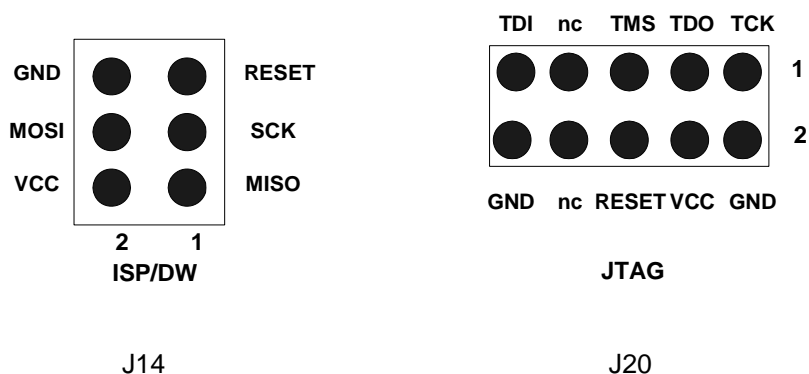 GND RESET
MOSI SCK
VCC MISO
2 1
ISP/DW
J14
TDI nc TMS TDO TCK
1
2
GND nc RESET VCC GND
JTAG
J20